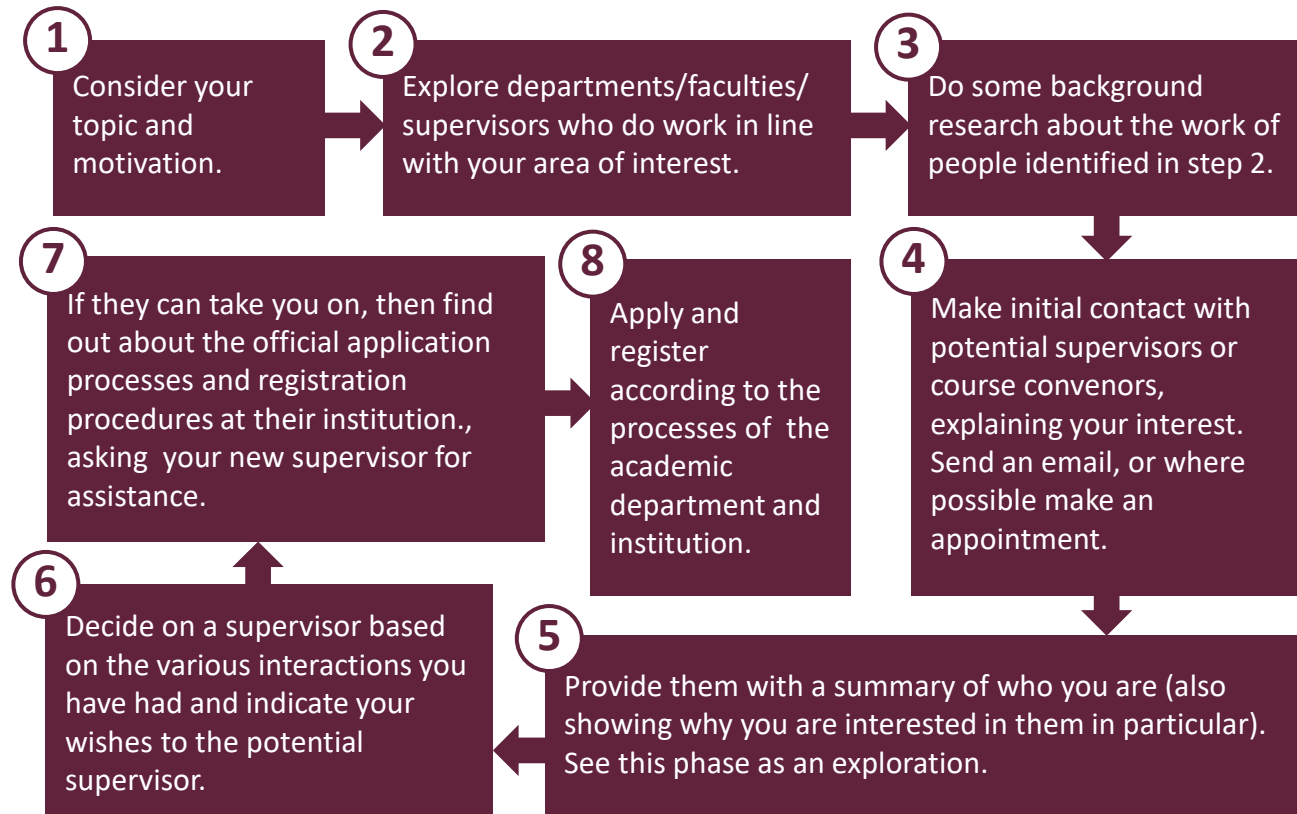 1
Consider your
topic and
motivation.
2
Explore departments/faculties/
supervisors who do work in line
with your area of interest.
3
Do some background
research about the work of
people identified in step 2.
4
Make initial contact with
potential supervisors or
course convenors,
explaining your interest.
Send an email, or where
possible make an
appointment.
5
Provide them with a summary of who you are (also
showing why you are interested in them in particular).
See this phase as an exploration.
6
Decide on a supervisor based
on the various interactions you
have had and indicate your
wishes to the potential
supervisor.
7
If they can take you on, then find
out about the official application
processes and registration
procedures at their institution.,
asking  your new supervisor for
assistance.
8
Apply and
register
according to the
processes of  the
academic
department and
institution.